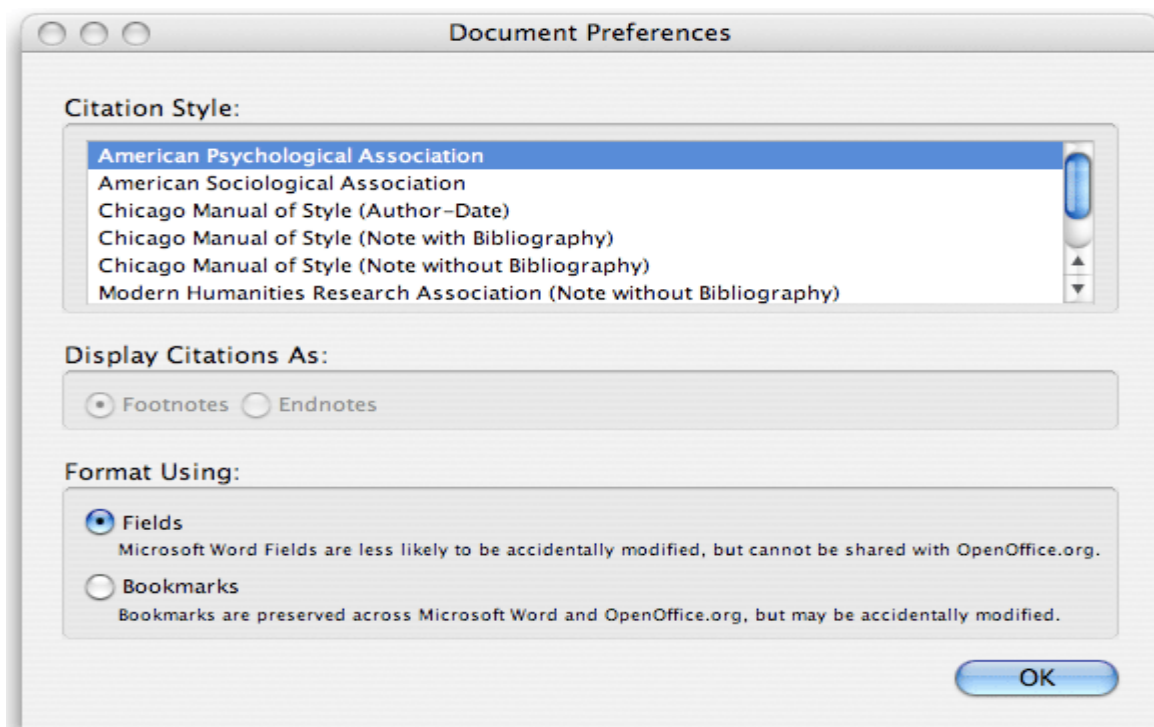 Document Preferences
Citation Style:
American Psychological Association
American Sociological Association
Chicago Manual of Style (Author-Date)
Chicago Manual of Style (Note with Bibliography)
Chicago Manual of Style (Note without Bibliography)
Modern Humanities Research Association (Note without Bibliography)
Display Citations As:
Footnotes Endnotes
Format Using:
Fields
Microsoft Word Fields are less likely to be accidentally modified, but cannot be shared with OpenOffice.org.
Bookmarks
Bookmarks are preserved across Microsoft Word and OpenOffice.org, but may be accidentally modified.
OK